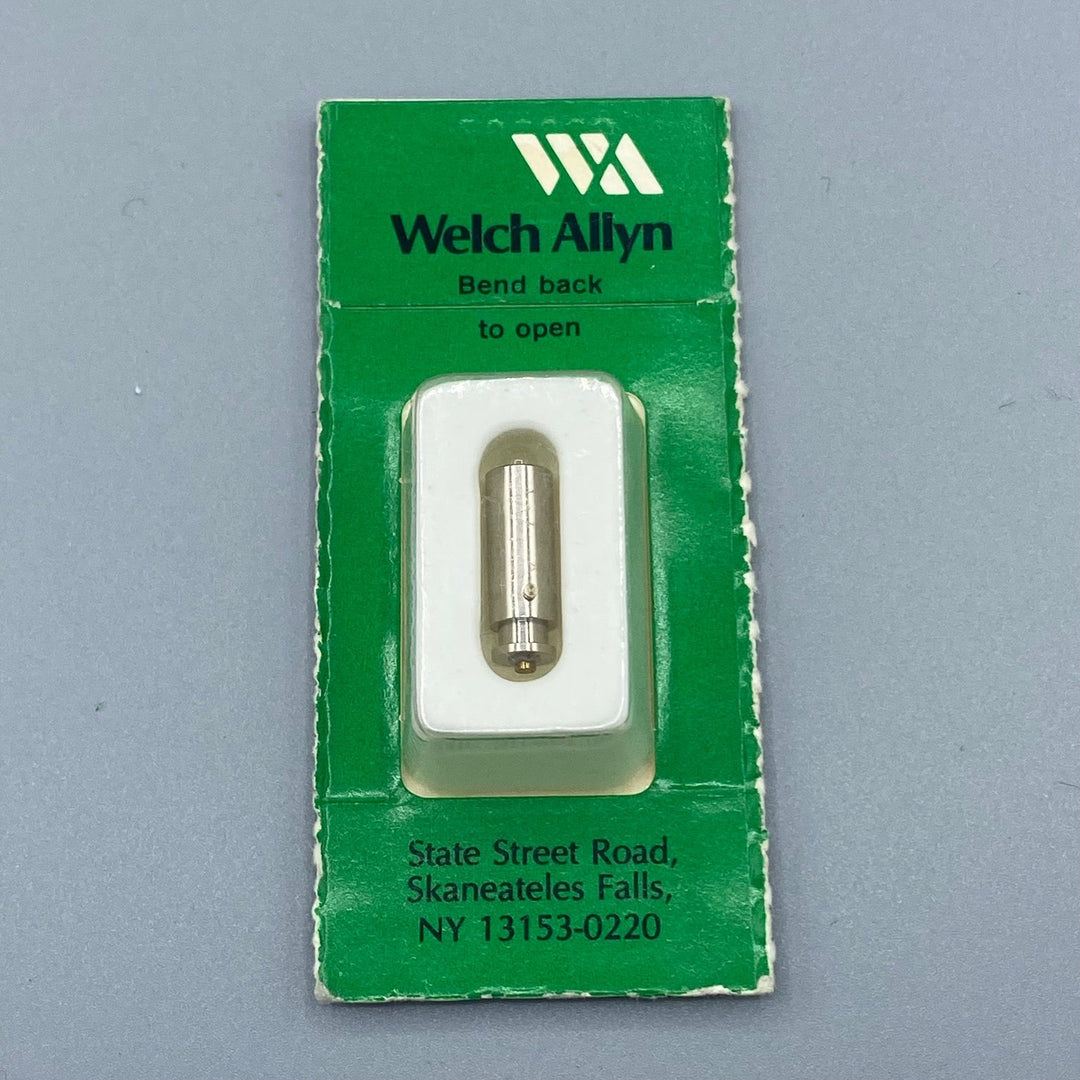 WA
Welch Allyn
Bend back
to open
State Street Road,
Skaneateles Falls,
NY 13153-0220